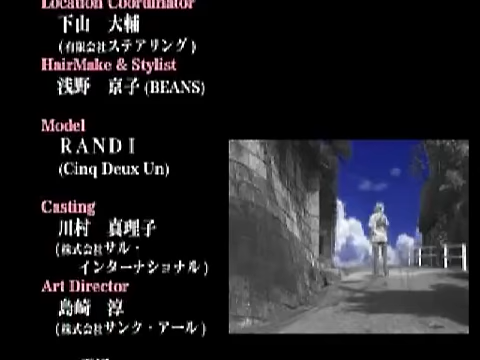 Location Coordinator
下山 大輔
(有限会社ステアリング)
HairMake & Stylist
浅野 京子 (BEANS)
Model
ＲＡＮＤＩ
(Cinq Deux Un)
Casting
川村 真理子
(株式会社サル・
インターナショナル)
Art Director
島崎 淳
(株式会社サンク・アール)